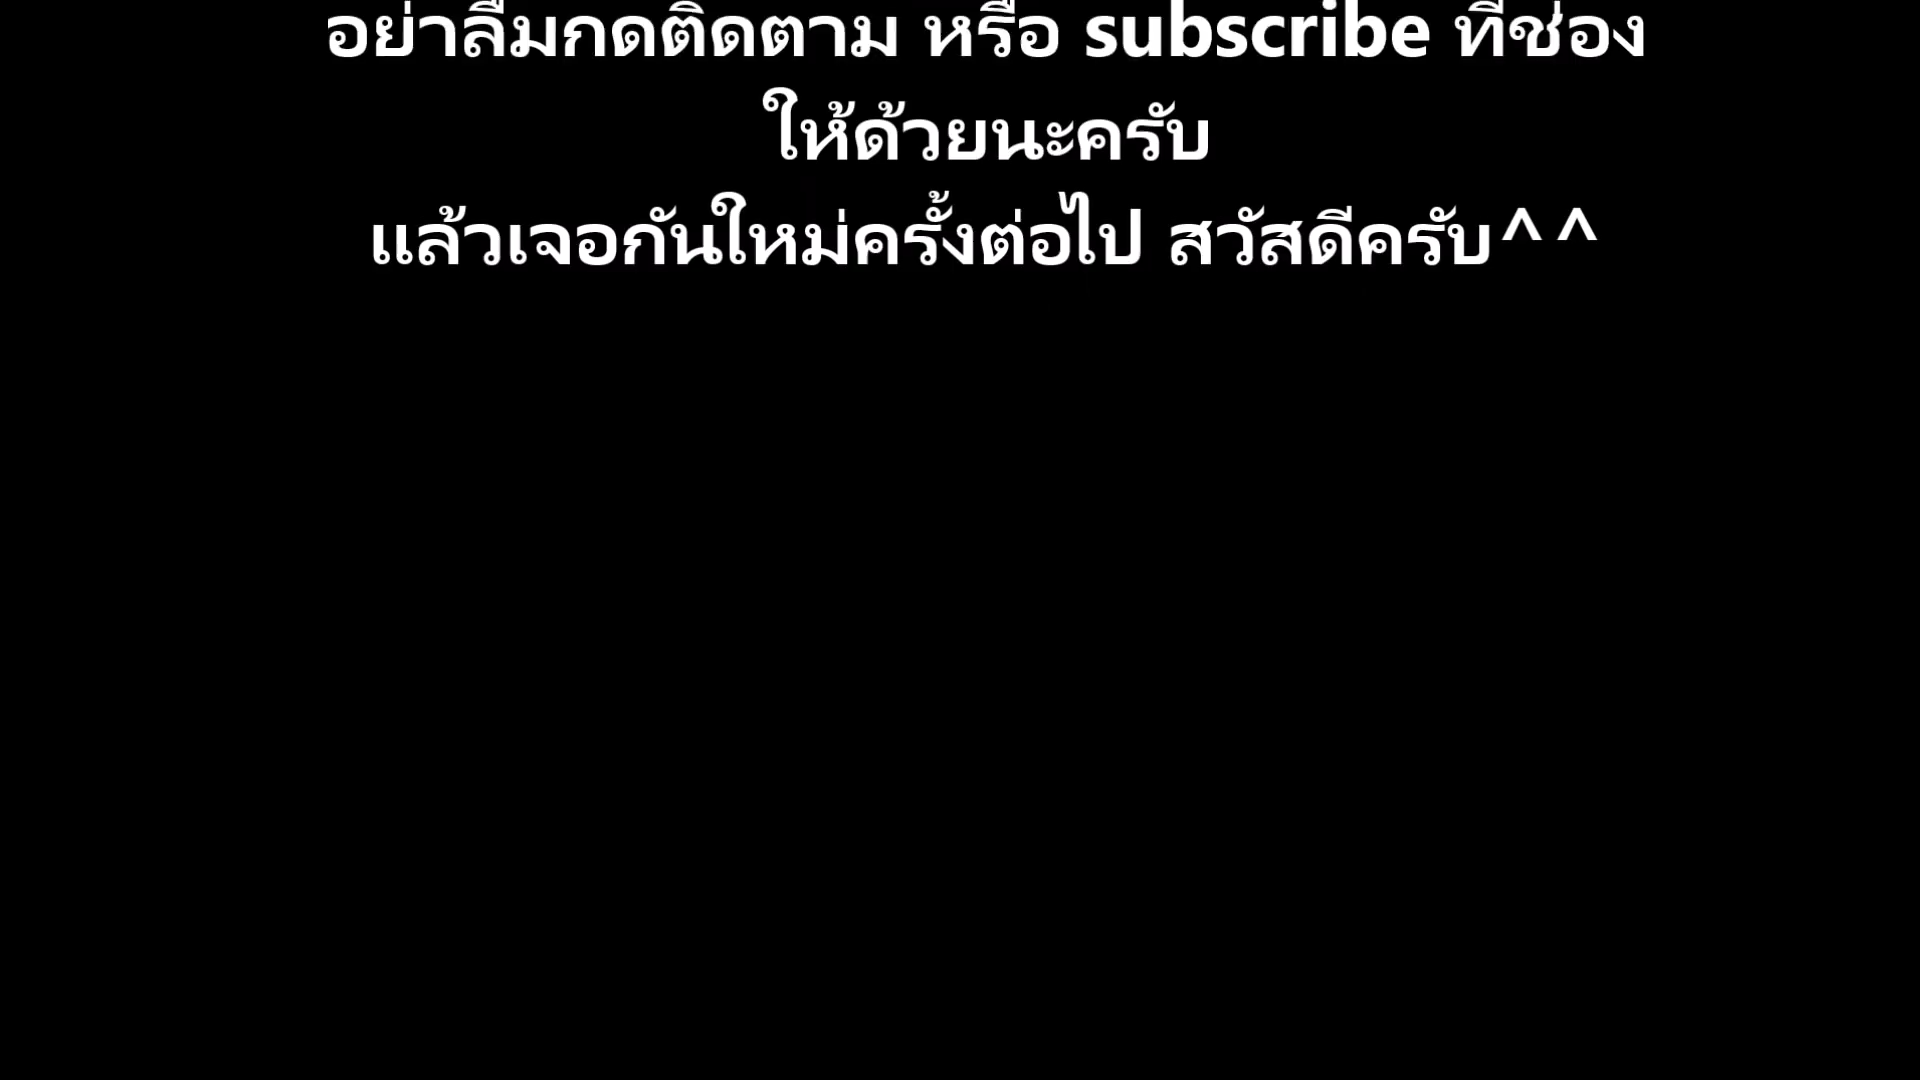 อย่าลืมกดติดตาม หรือ subscribe ที่ช่อง
ให้ด้วยนะครับ
แล้วเจอกันใหม่ครั้งต่อไป สวัสดีครับ^^